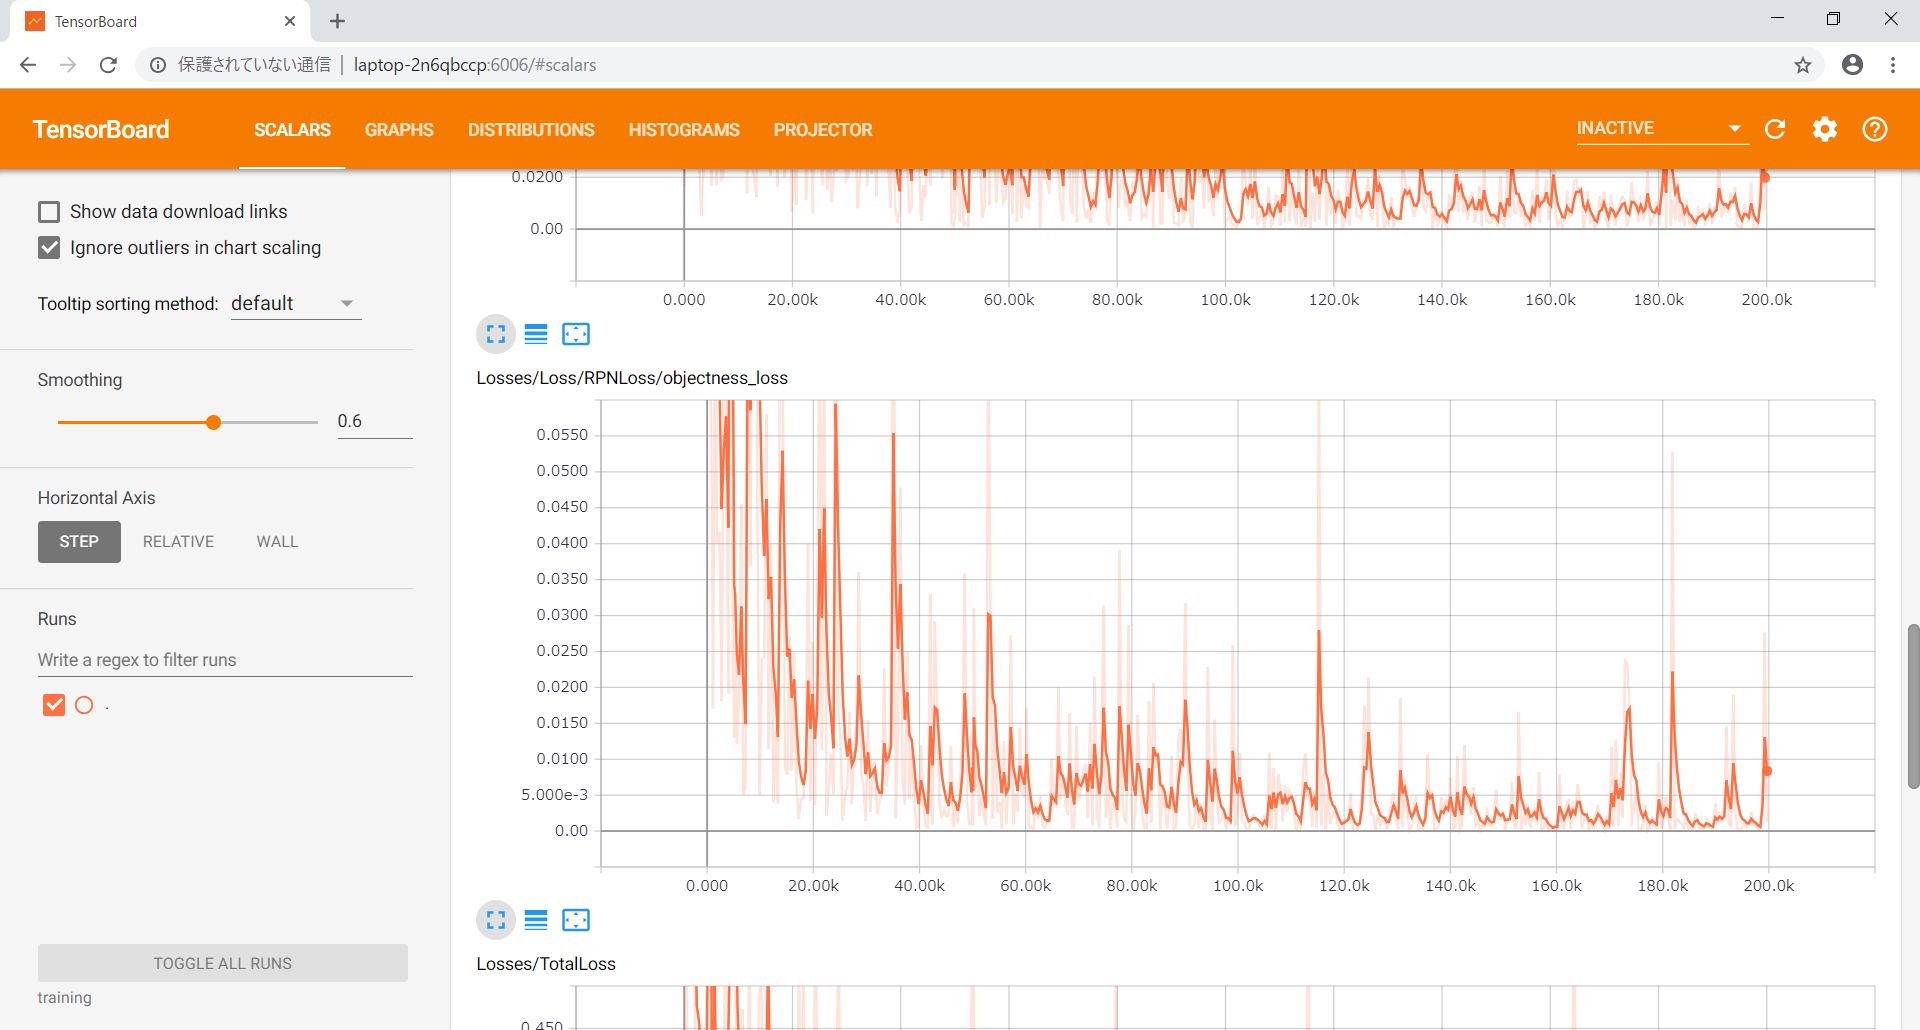 TensorBoard
保護されていない通信 | laptop-2n6qbccp:6006/#scalars
TensorBoard SCALARS GRAPHS DISTRIBUTIONS HISTOGRAMS PROJECTOR INACTIVE
Show data download links
Ignore outliers in chart scaling
Tooltip sorting method: default
Smoothing
0.6
Horizontal Axis
STEP RELATIVE WALL
Runs
Write a regex to filter runs
.
TOGGLE ALL RUNS
training
0.0200
0.00
0.000 20.00k 40.00k 60.00k 80.00k 100.0k 120.0k 140.0k 160.0k 180.0k 200.0k
Losses/Loss/RPNLoss/objectness_loss
0.0550
0.0500
0.0450
0.0400
0.0350
0.0300
0.0250
0.0200
0.0150
0.0100
5.000e-3
0.00
0.000 20.00k 40.00k 60.00k 80.00k 100.0k 120.0k 140.0k 160.0k 180.0k 200.0k
Losses/TotalLoss
0.450